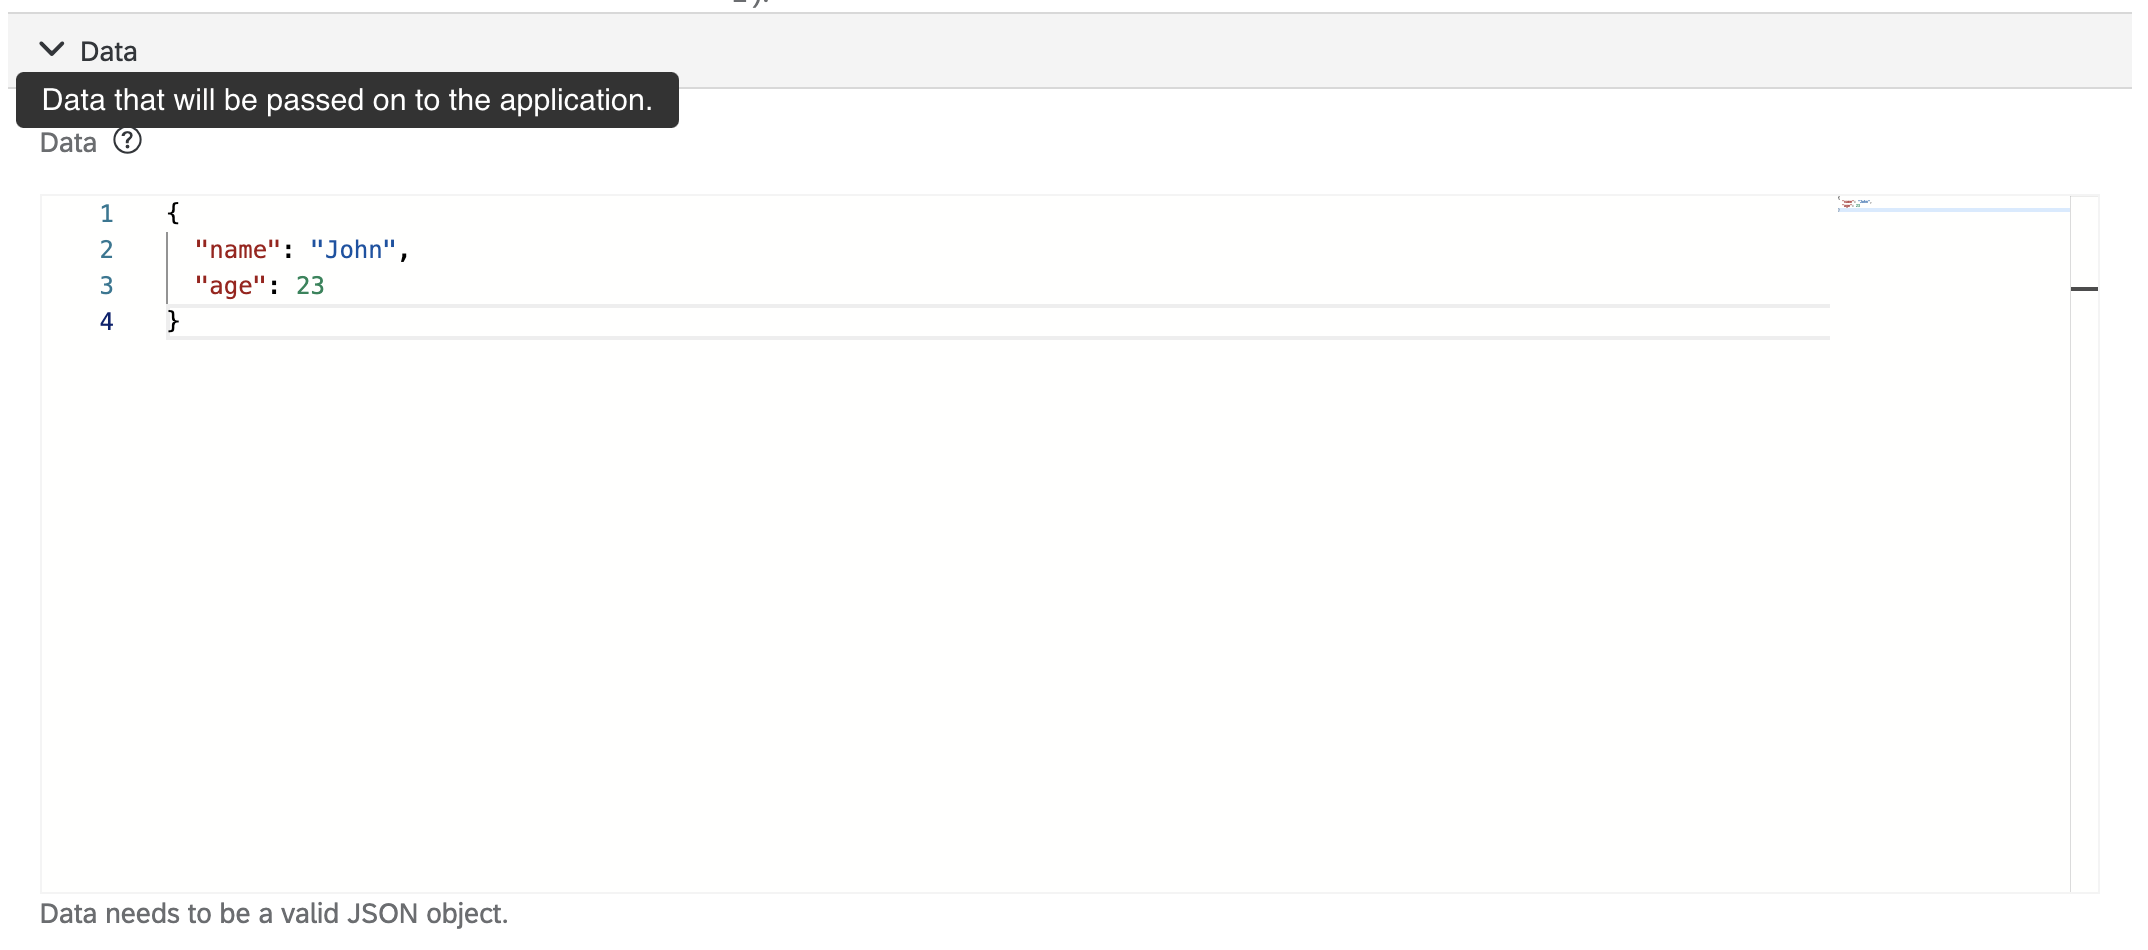 Data
Data that will be passed on to the application.
Data ?
1 {
2 "name": "John",
3 "age": 23
4 }
Data needs to be a valid JSON object.